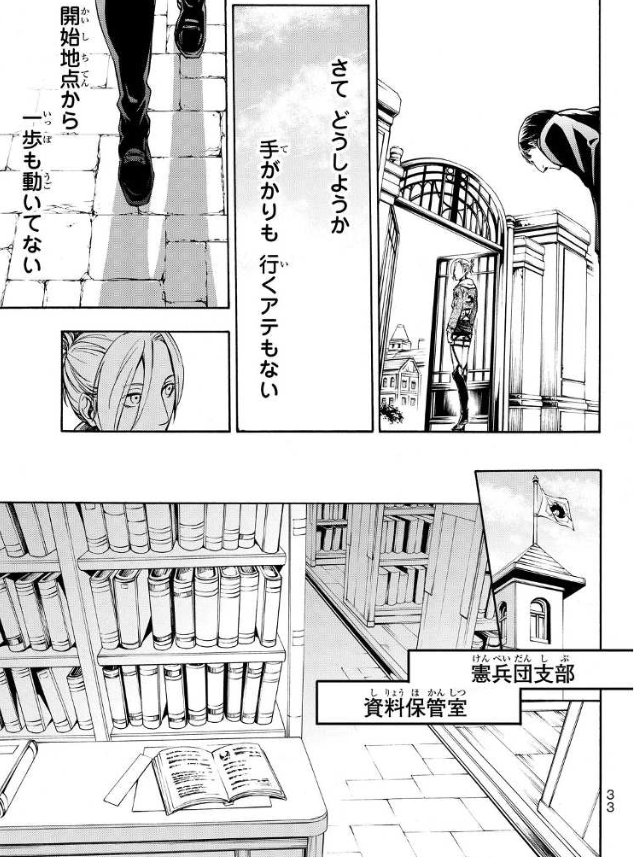 さて どうしようか
手がかりも 行くアテもない
開始地点から
一歩も動いてない
憲兵団支部
資料保管室
33